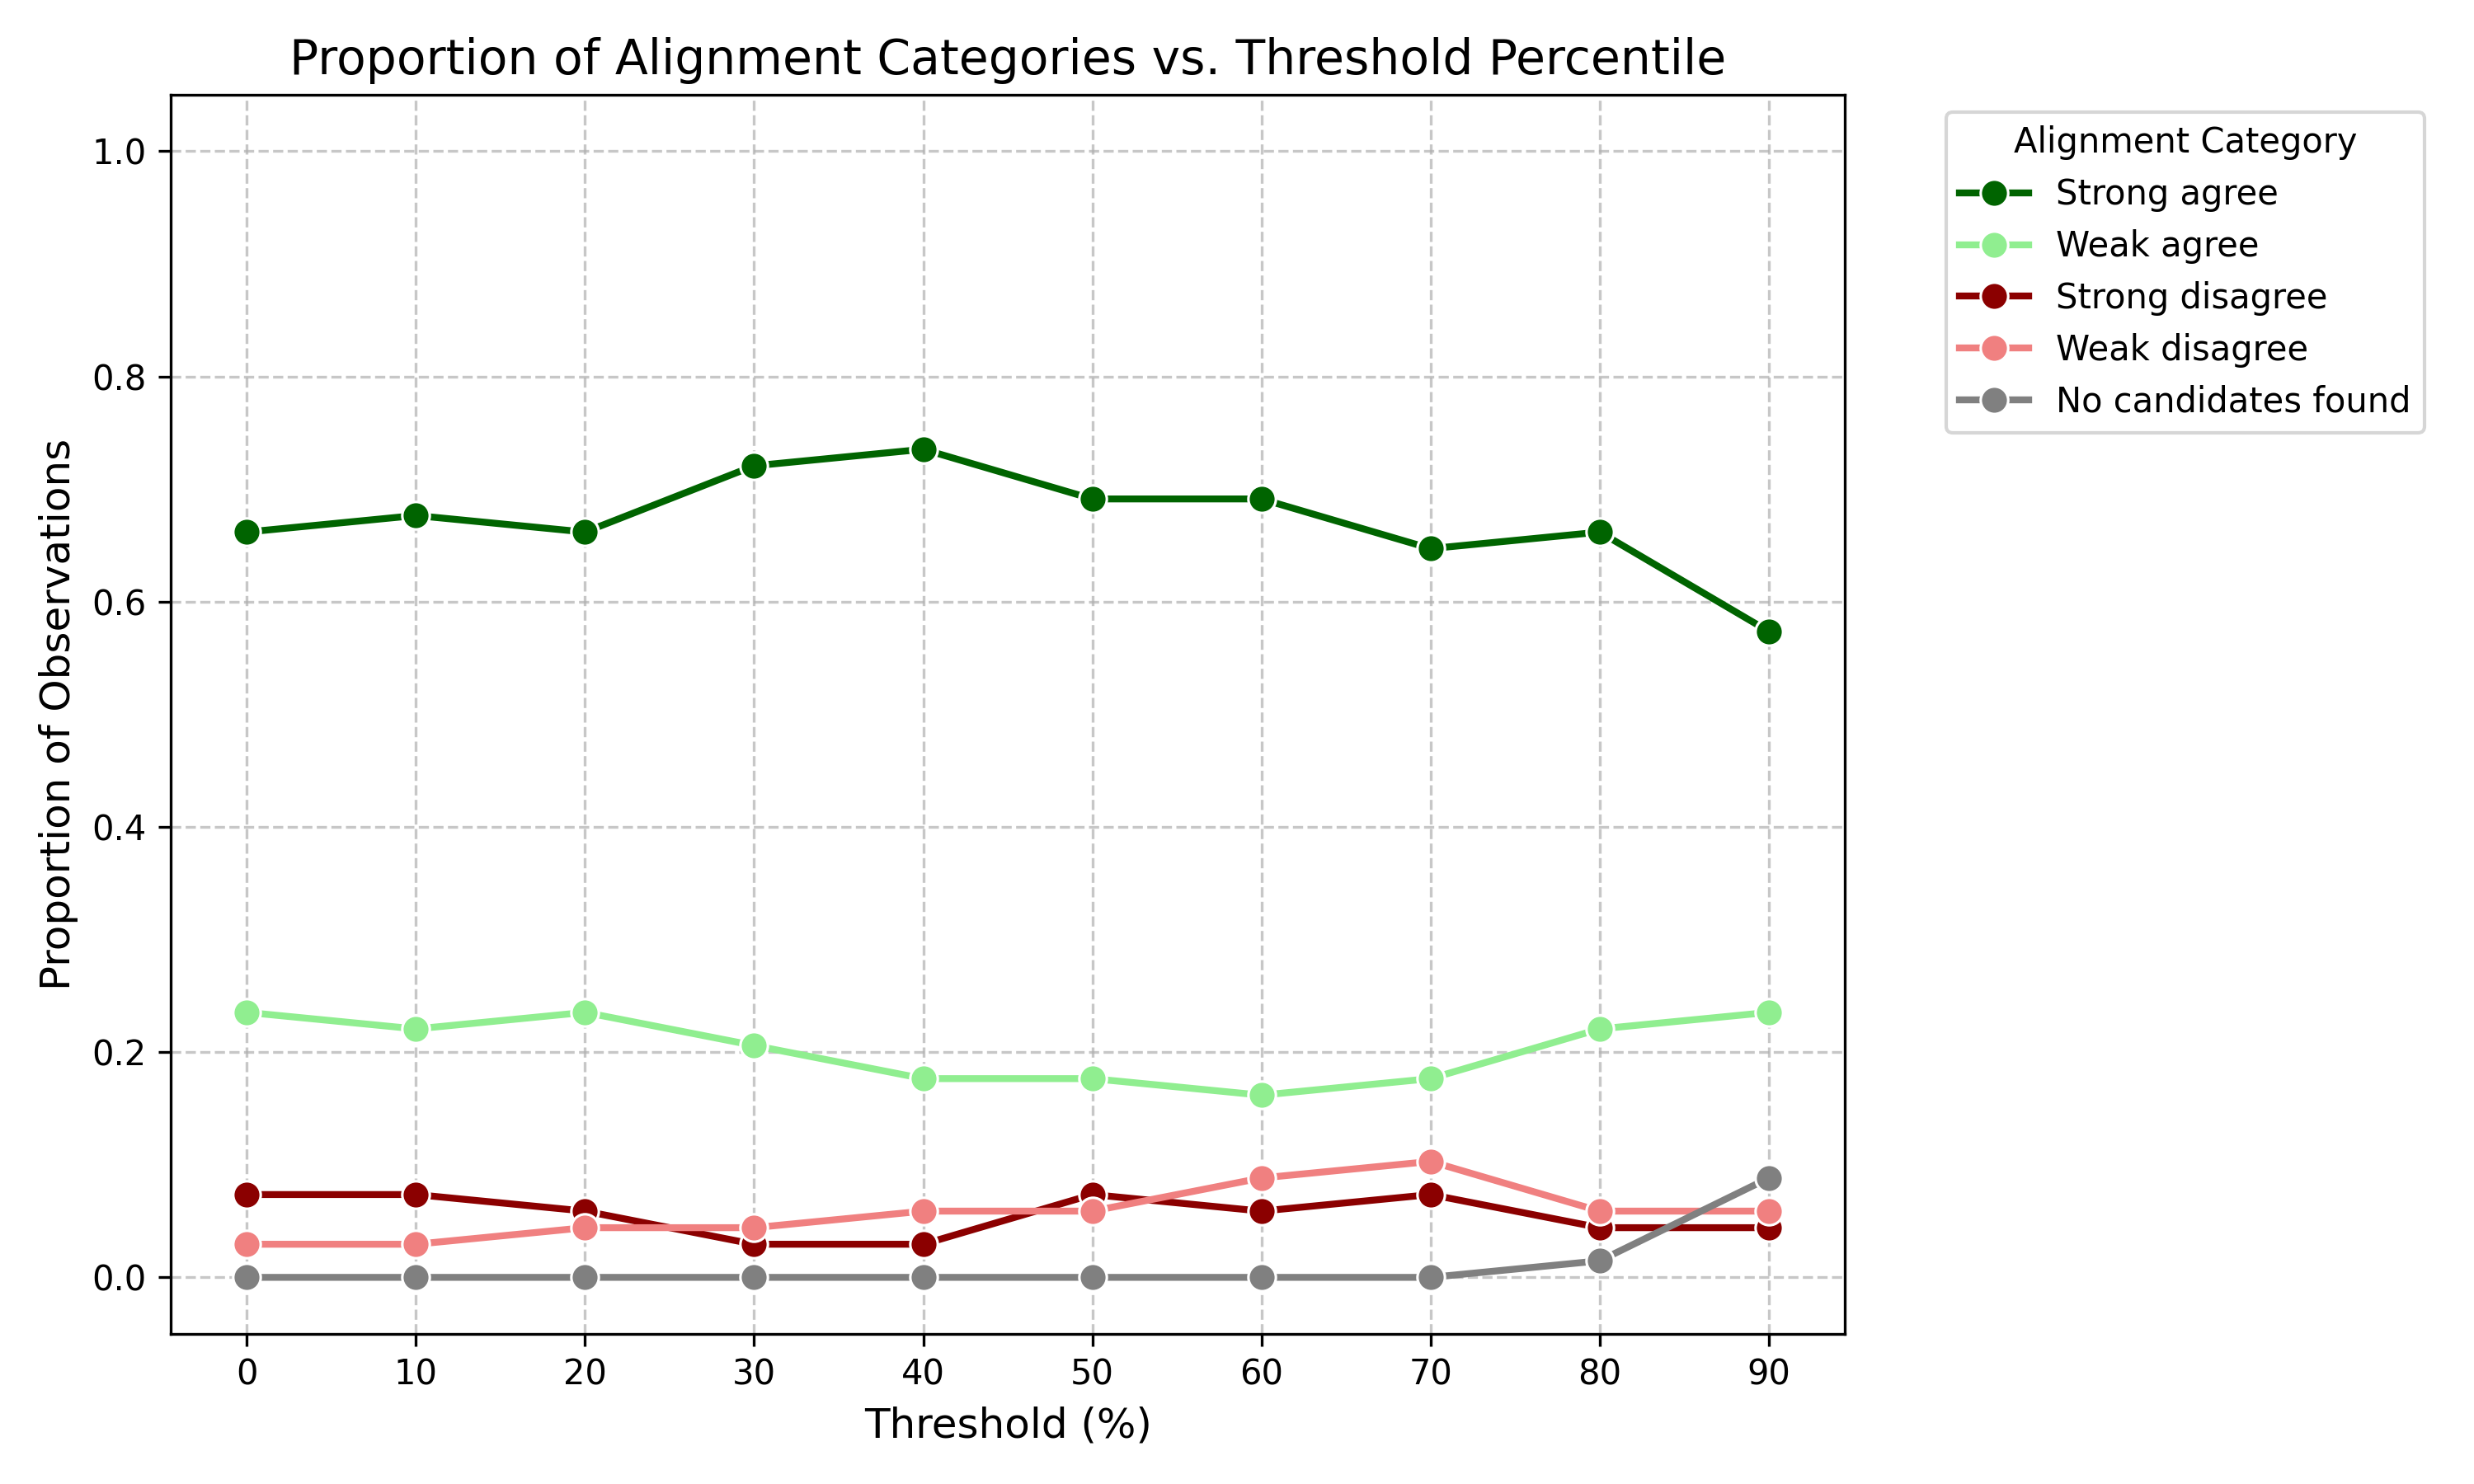 Proportion of Alignment Categories vs. Threshold Percentile
Proportion of Observations
1.0
0.8
0.6
0.4
0.2
0.0
0 10 20 30 40 50 60 70 80 90
Threshold (%)
Alignment Category
Strong agree
Weak agree
Strong disagree
Weak disagree
No candidates found